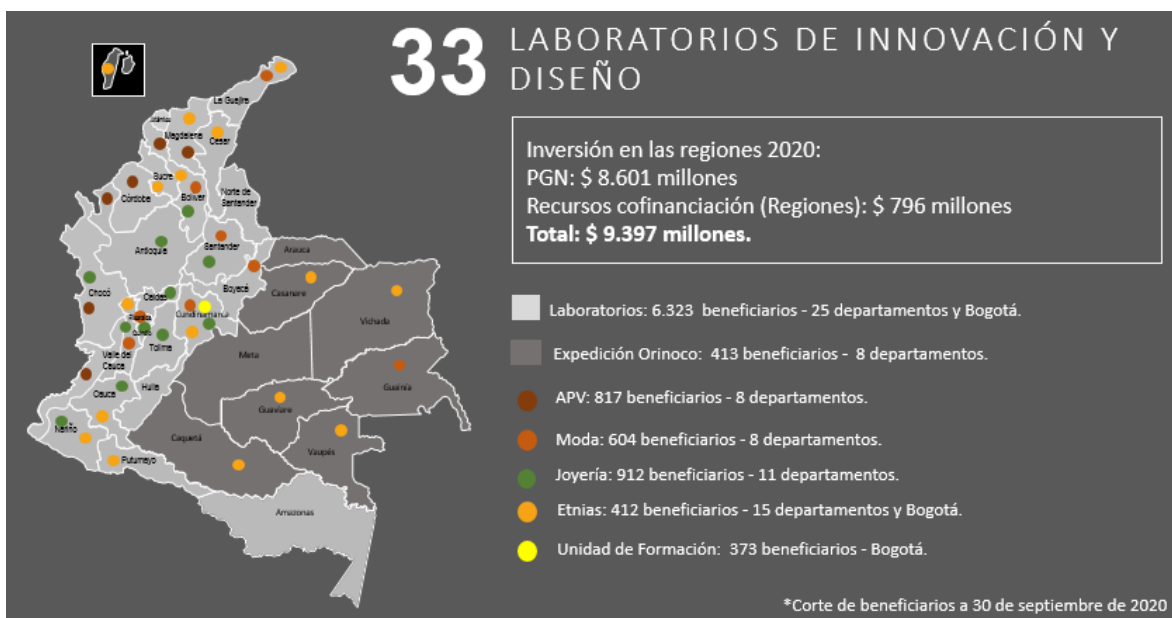 33 LABORATORIOS DE INNOVACIÓN Y
DISEÑO
Inversión en las regiones 2020:
PGN: $ 8.601 millones
Recursos cofinanciación (Regiones): $ 796 millones
Total: $ 9.397 millones.
Laboratorios: 6.323 beneficiarios - 25 departamentos y Bogotá.
Expedición Orinoco: 413 beneficiarios - 8 departamentos.
APV: 817 beneficiarios - 8 departamentos.
Moda: 604 beneficiarios - 8 departamentos.
Joyería: 912 beneficiarios - 11 departamentos.
Etnias: 412 beneficiarios - 15 departamentos y Bogotá.
Unidad de Formación: 373 beneficiarios - Bogotá.
*Corte de beneficiarios a 30 de septiembre de 2020
La Guajira
Magdalena
Cesar
Sucre
Córdoba
Bolívar
Norte de
Santander
Antioquia
Santander
Arauca
Chocó
Caldas
Boyacá
Casanare
Cundinamarca
Vichada
Tolima
Valle del
Cauca
Meta
Huila
Cauca
Guainía
Guaviare
Nariño
Caquetá
Vaupés
Putumayo
Amazonas